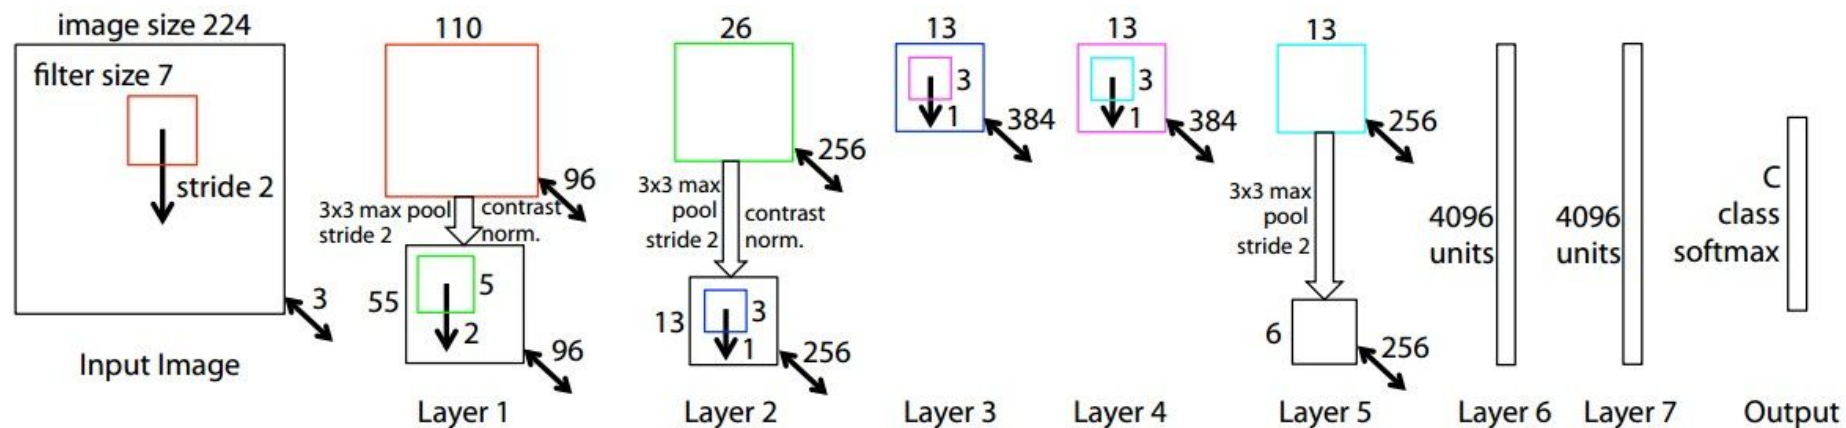 image size 224
filter size 7
stride 2
3
Input Image
110
96
3x3 max pool
stride 2
contrast
norm.
55
5
2
96
Layer 1
26
256
3x3 max
pool
stride 2
contrast
norm.
13
3
1
256
Layer 2
13
3
1
384
Layer 3
13
3
1
384
Layer 4
13
256
3x3 max
pool
stride 2
6
256
Layer 5
4096
units
Layer 6
4096
units
Layer 7
C
class
softmax
Output